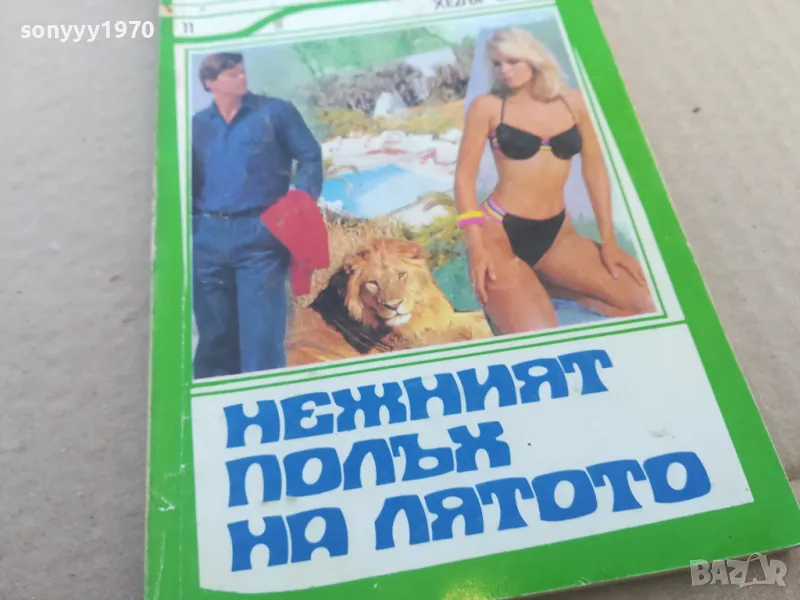 sonyyy1970
11
НЕЖНИЯТ
ПОЛЪХ
НА ЛЯТОТО
BAZAR